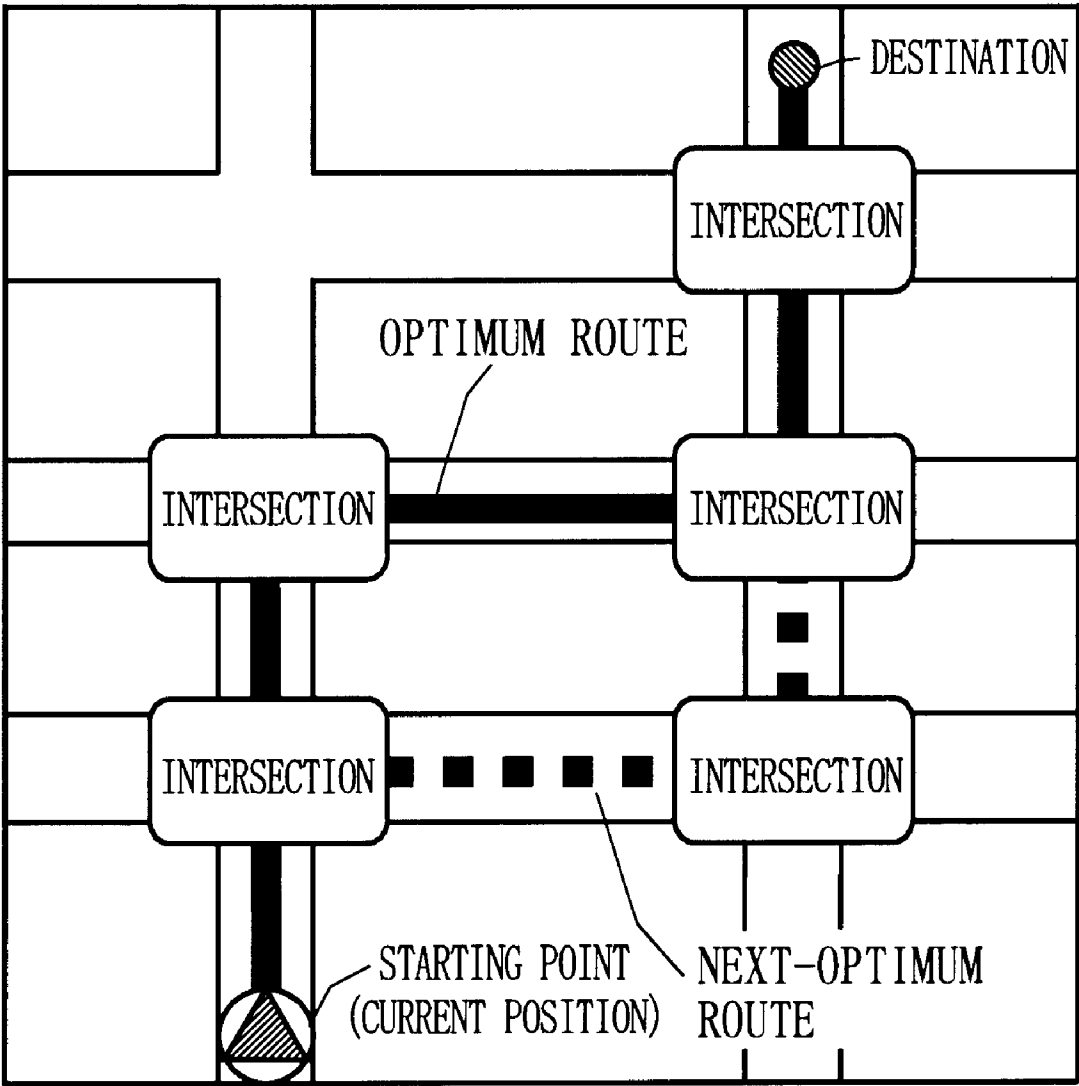 DESTINATION
INTERSECTION
OPTIMUM ROUTE
INTERSECTION
INTERSECTION
INTERSECTION
INTERSECTION
STARTING POINT
(CURRENT POSITION)
NEXT-OPTIMUM
ROUTE